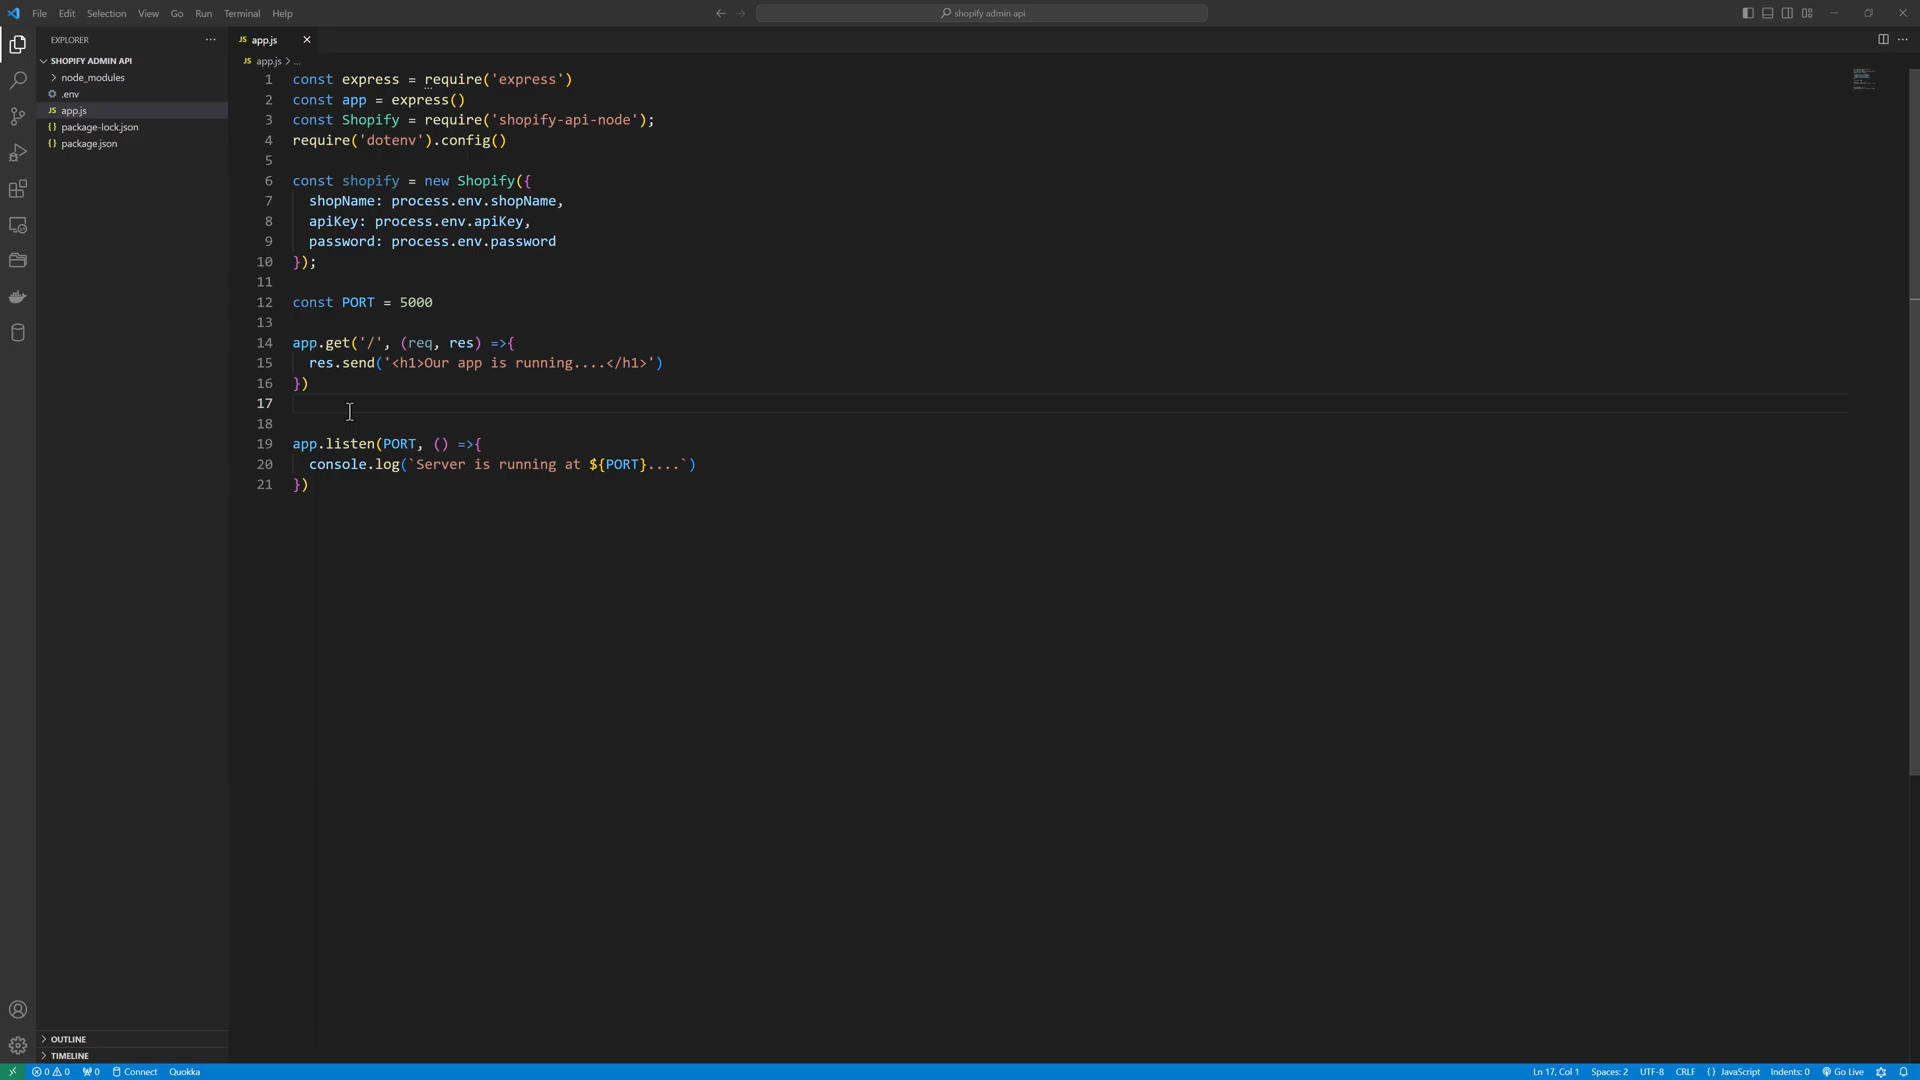 File Edit Selection View Go Run Terminal Help
shopify admin api
EXPLORER
SHOPIFY ADMIN API
node_modules
.env
JS app.js
{} package-lock.json
{} package.json
OUTLINE
TIMELINE
JS app.js
JS app.js > ...
1 const express = require('express')
2 const app = express()
3 const Shopify = require('shopify-api-node');
4 require('dotenv').config()
5
6 const shopify = new Shopify({
7 shopName: process.env.shopName,
8 apiKey: process.env.apiKey,
9 password: process.env.password
10 });
11
12 const PORT = 5000
13
14 app.get('/', (req, res) =>{
15 res.send('<h1>Our app is running....</h1>')
16 })
17
18
19 app.listen(PORT, () =>{
20 console.log(`Server is running at ${PORT}....`)
21 })
0 0 0 Connect Quokka
Ln 17, Col 1 Spaces: 2 UTF-8 CRLF {} JavaScript Indents: 0 Go Live